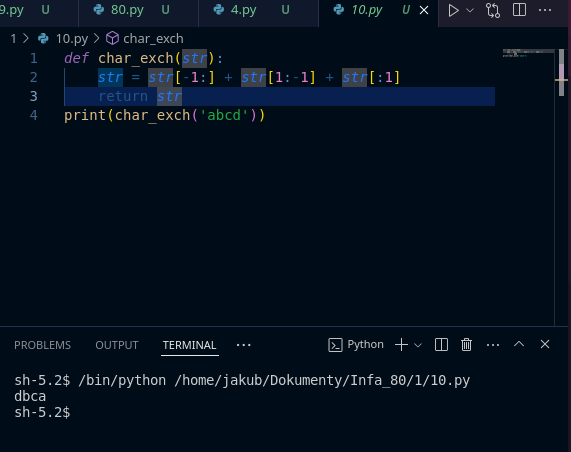 9.py U 80.py U 4.py U 10.py U
1 > 10.py > char_exch
1 def char_exch(str):
2 str = str[-1:] + str[1:-1] + str[:1]
3 return str
4 print(char_exch('abcd'))
PROBLEMS OUTPUT TERMINAL ... Python
sh-5.2$ /bin/python /home/jakub/Dokumenty/Infa_80/1/10.py
dbca
sh-5.2$